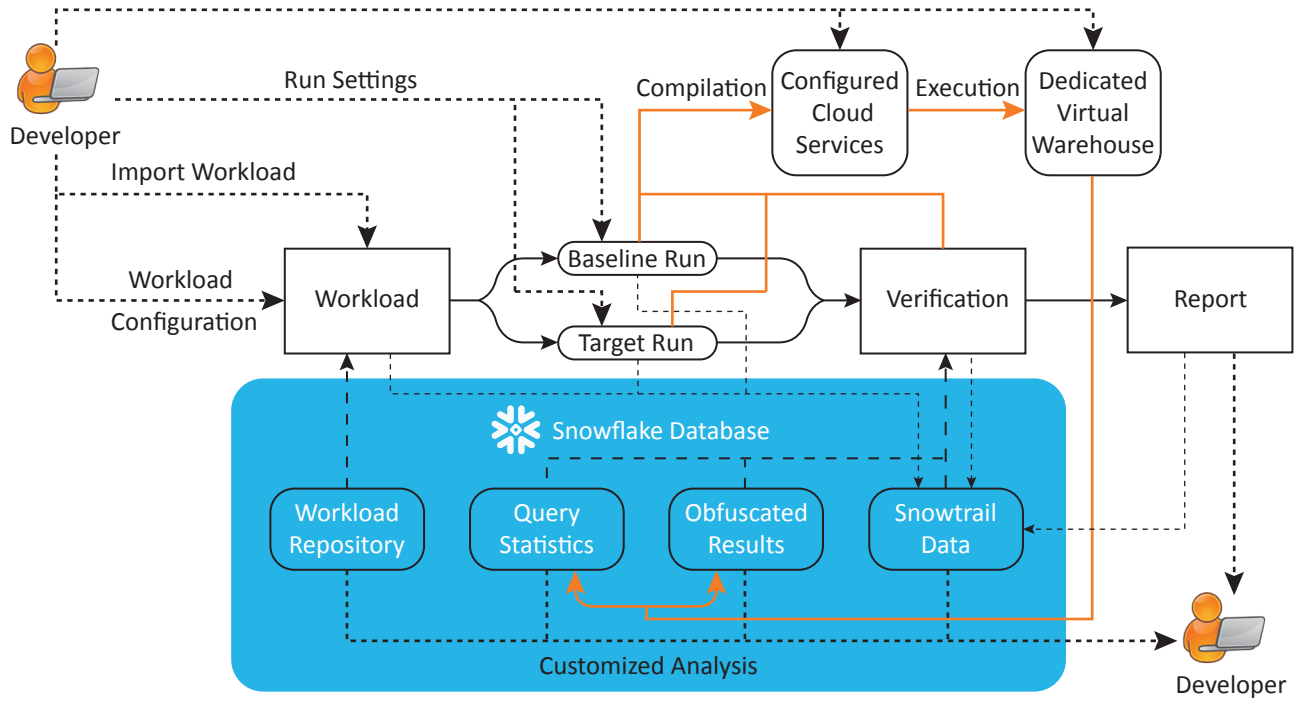 Developer
Run Settings
Compilation
Configured
Cloud
Services
Execution
Dedicated
Virtual
Warehouse
Import Workload
Workload
Configuration
Workload
Baseline Run
Target Run
Verification
Report
Snowflake Database
Workload
Repository
Query
Statistics
Obfuscated
Results
Snowtrail
Data
Customized Analysis
Developer